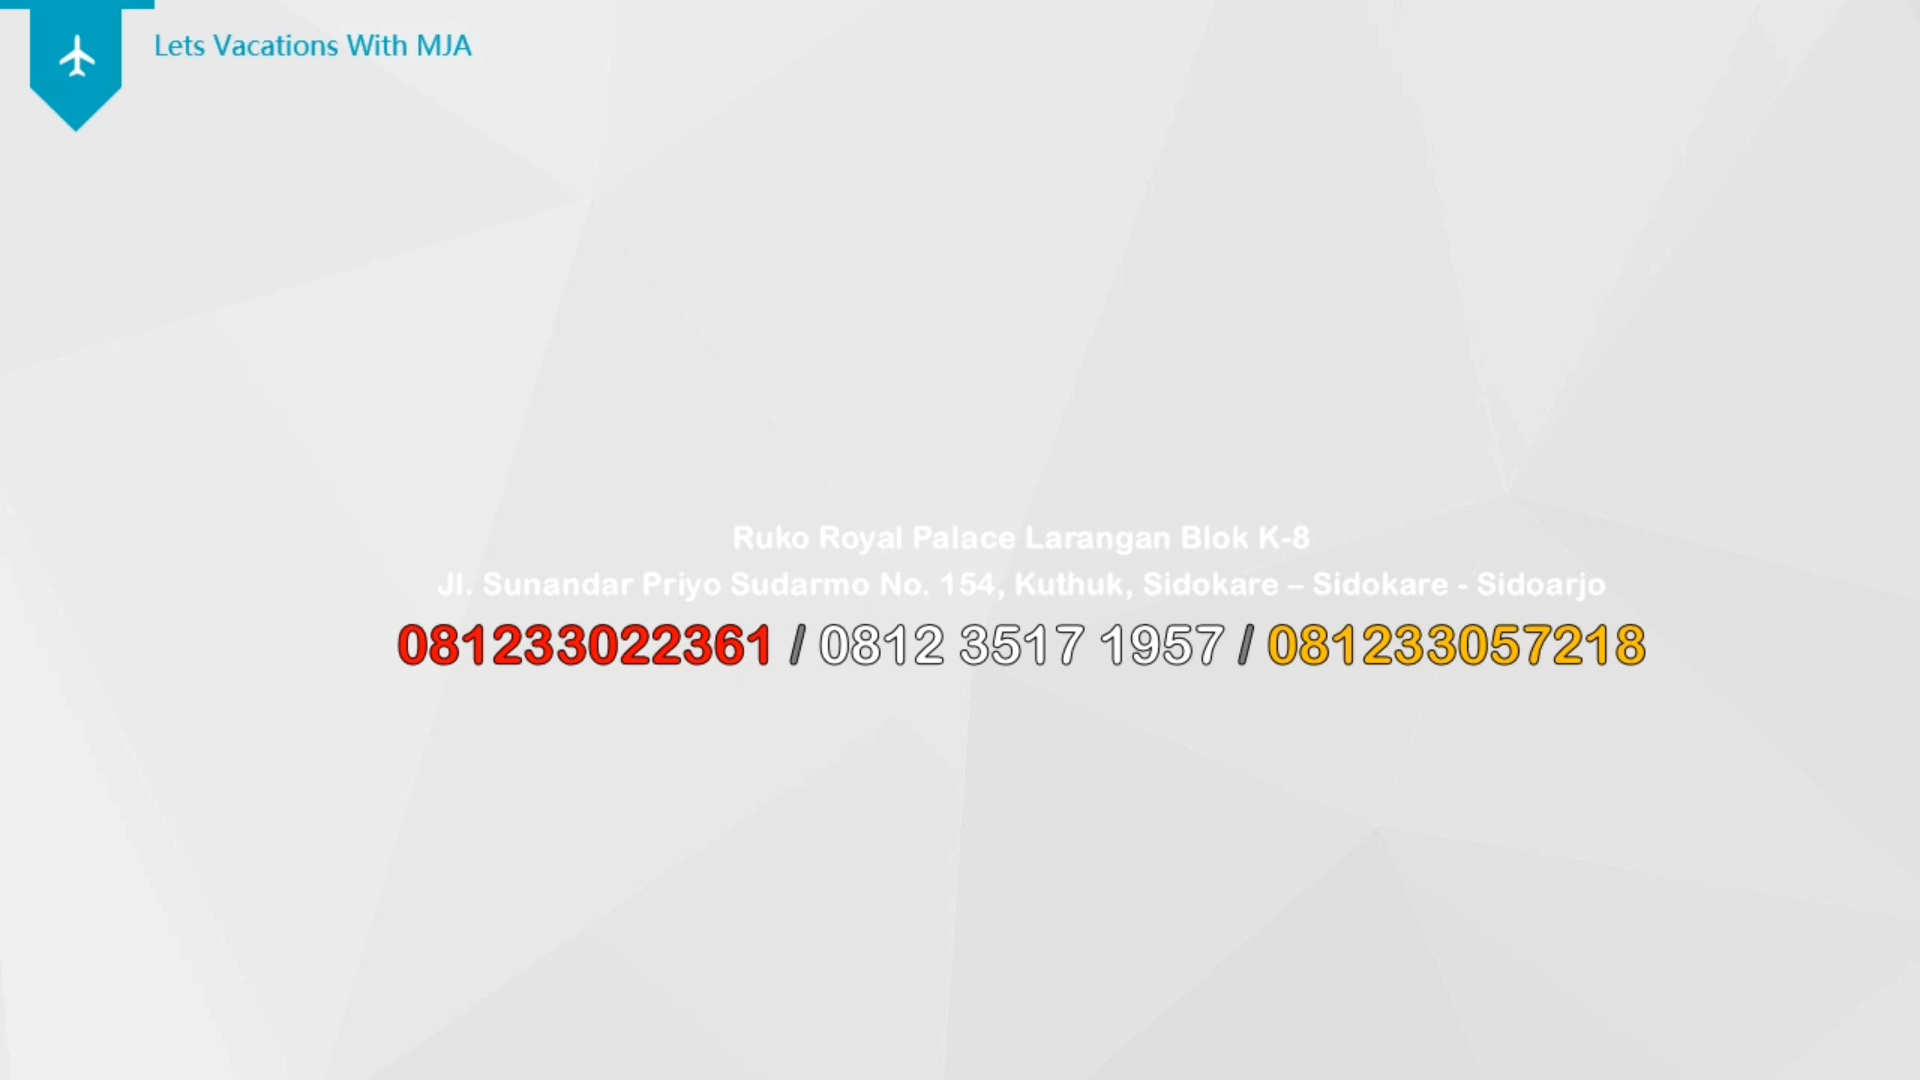 Lets Vacations With MJA
Ruko Royal Palace Larangan Blok K-8
Jl. Sunandar Priyo Sudarmo No. 154, Kuthuk, Sidokare – Sidokare - Sidoarjo
081233022361 / 0812 3517 1957 / 081233057218